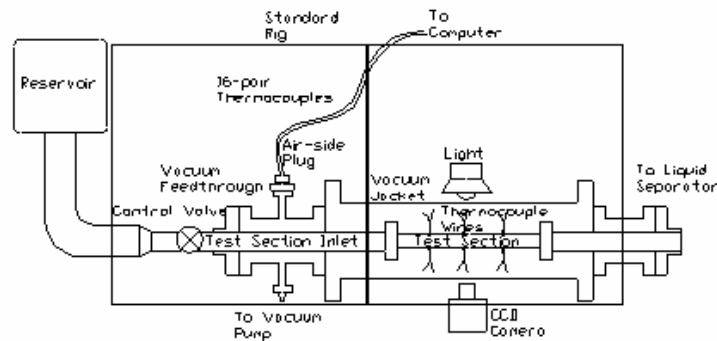 Standard
Rig
To
Computer
Reservoir
16-pair
Thermocouples
Air-side
Plug
Vacuum
Feedthrough
Light
Vacuum
Jacket
To Liquid
Separator
Control Valve
Thermocouple
Wires
Test Section Inlet
Test Section
To Vacuum
Pump
CCD
Camera